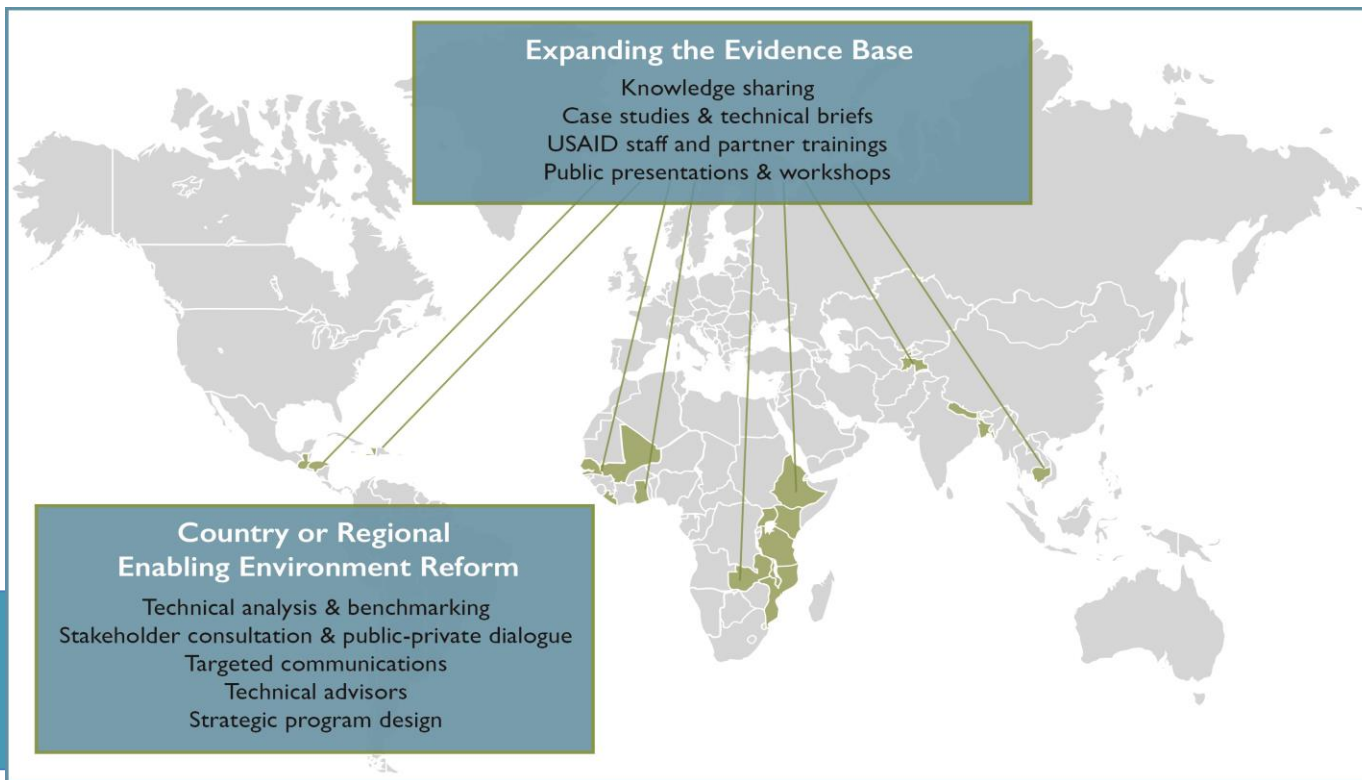 Expanding the Evidence Base
Knowledge sharing
Case studies & technical briefs
USAID staff and partner trainings
Public presentations & workshops
Country or Regional
Enabling Environment Reform
Technical analysis & benchmarking
Stakeholder consultation & public-private dialogue
Targeted communications
Technical advisors
Strategic program design